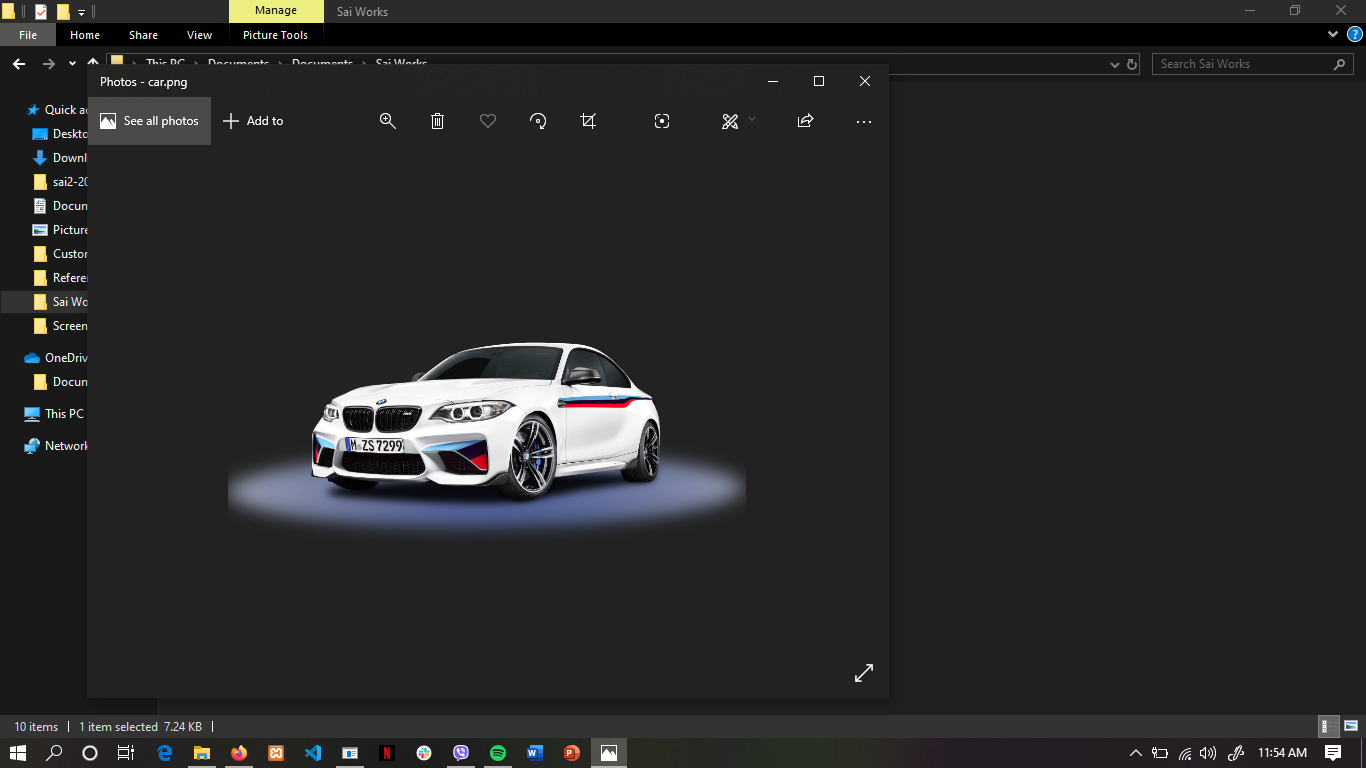 Manage
Sai Works
File
Home
Share
View
Picture Tools
This PC
Documents
Documents
Sai Works
Search Sai Works
Photos - car.png
See all photos
Add to
Quick ac
Deskto
Downl
sai2-20
Docum
Picture
Custor
Referer
Sai Wo
Screen
OneDriv
Docum
This PC
Network
M ZS 7299
10 items
1 item selected 7.24 KB
11:54 AM